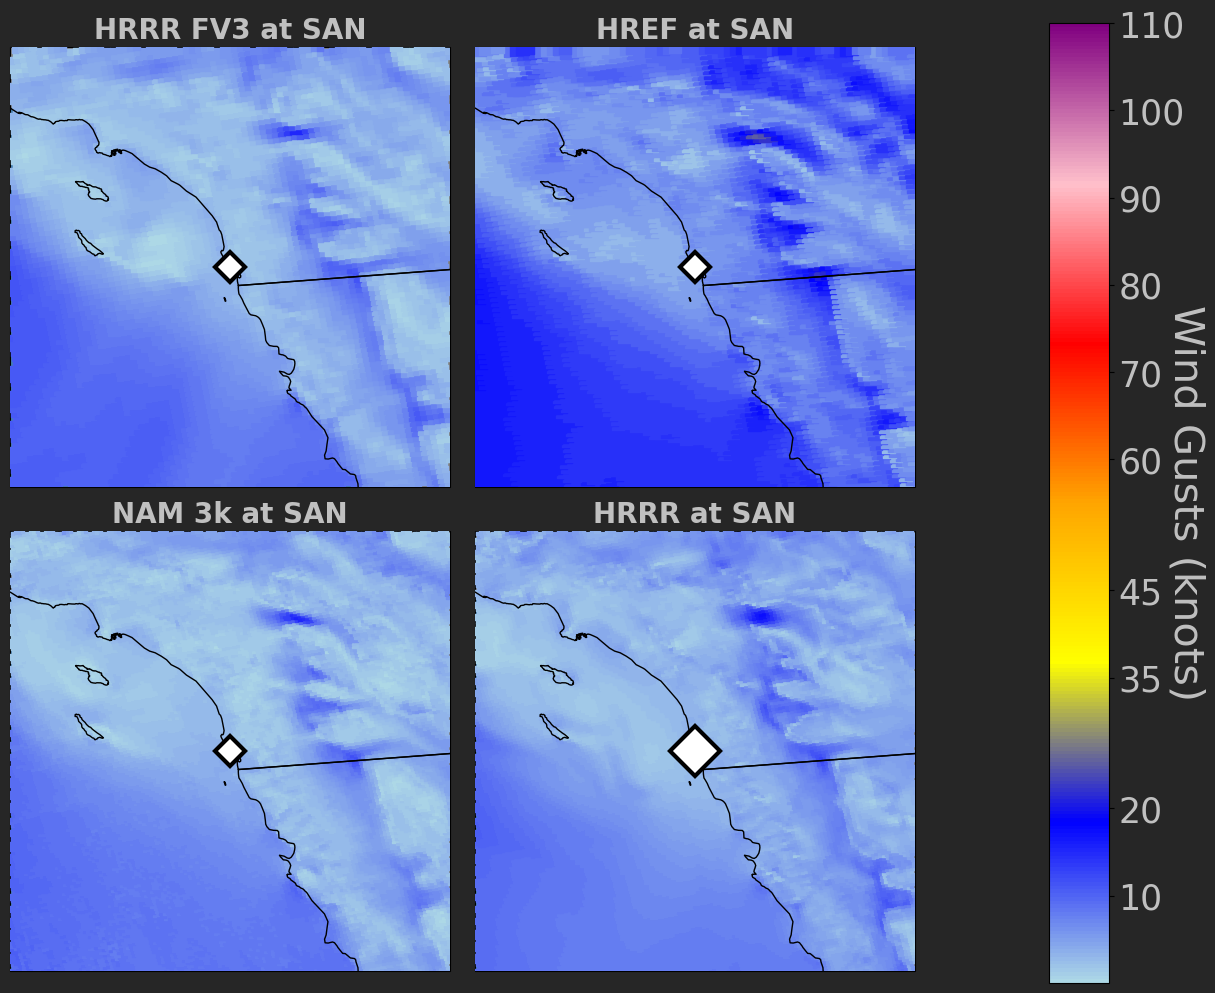 HRRR FV3 at SAN
HREF at SAN
NAM 3k at SAN
HRRR at SAN
110
100
90
80
70
60
45
35
20
10
Wind Gusts (knots)